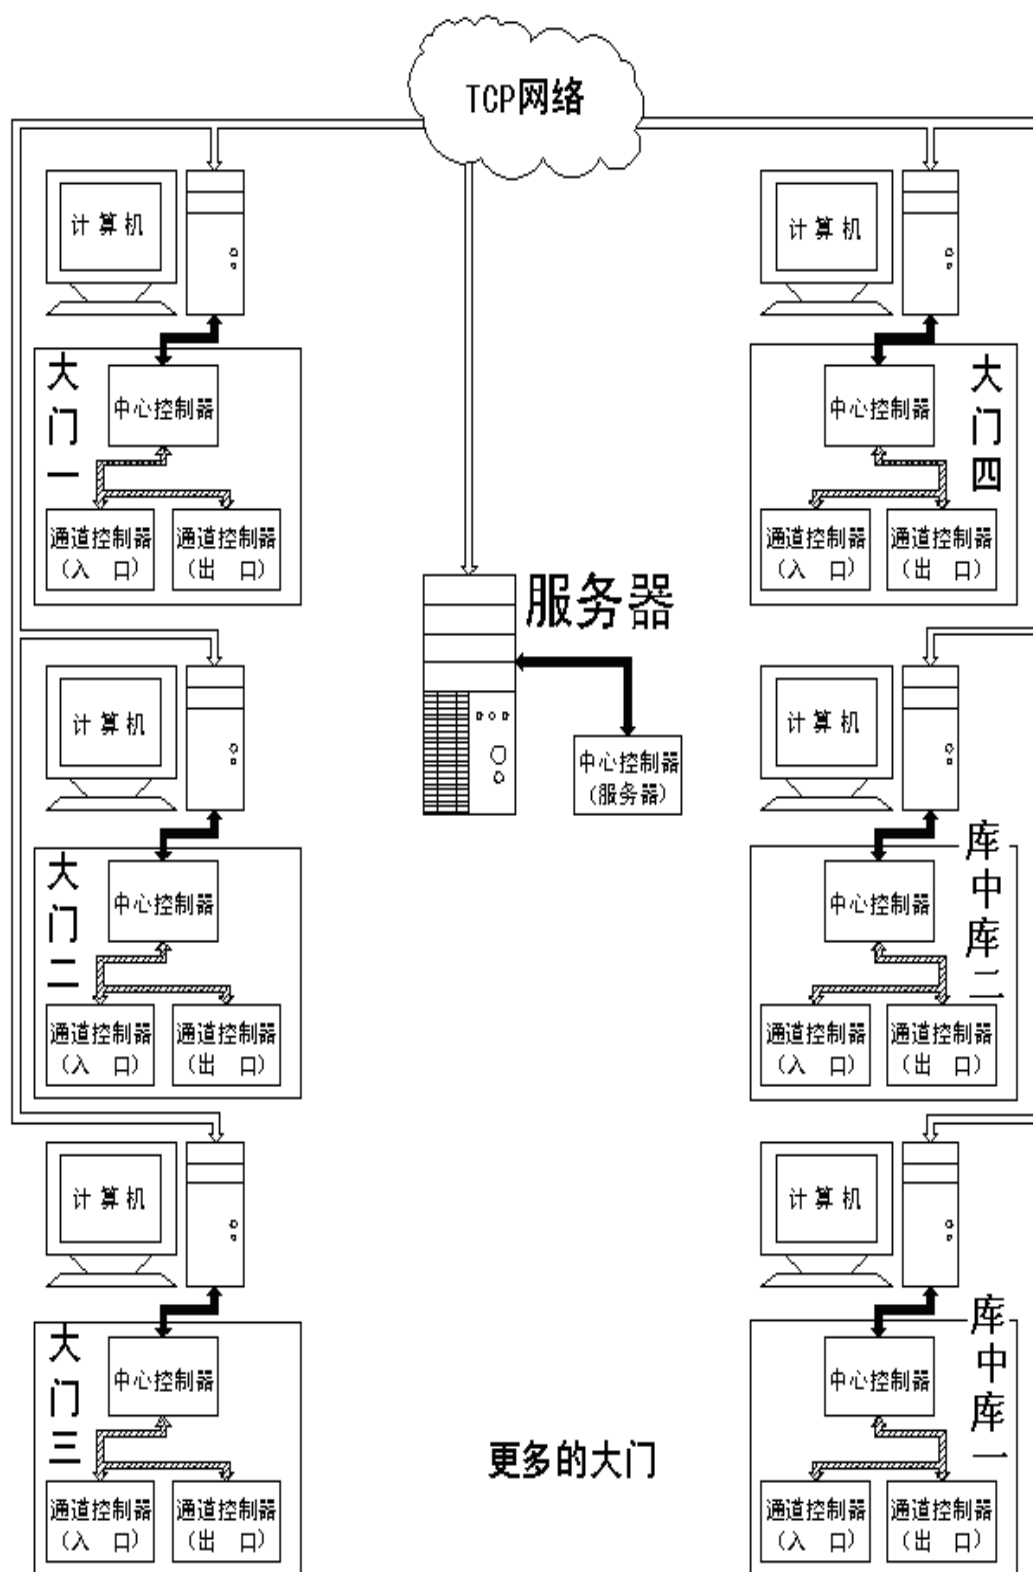 TCP网络
计算机
大门一
中心控制器
通道控制器
(入 口)
通道控制器
(出 口)
计算机
大门四
中心控制器
通道控制器
(入 口)
通道控制器
(出 口)
服务器
中心控制器
(服务器)
计算机
大门二
中心控制器
通道控制器
(入 口)
通道控制器
(出 口)
计算机
库中库二
中心控制器
通道控制器
(入 口)
通道控制器
(出 口)
计算机
大门三
中心控制器
通道控制器
(入 口)
通道控制器
(出 口)
更多的大门
计算机
库中库一
中心控制器
通道控制器
(入 口)
通道控制器
(出 口)